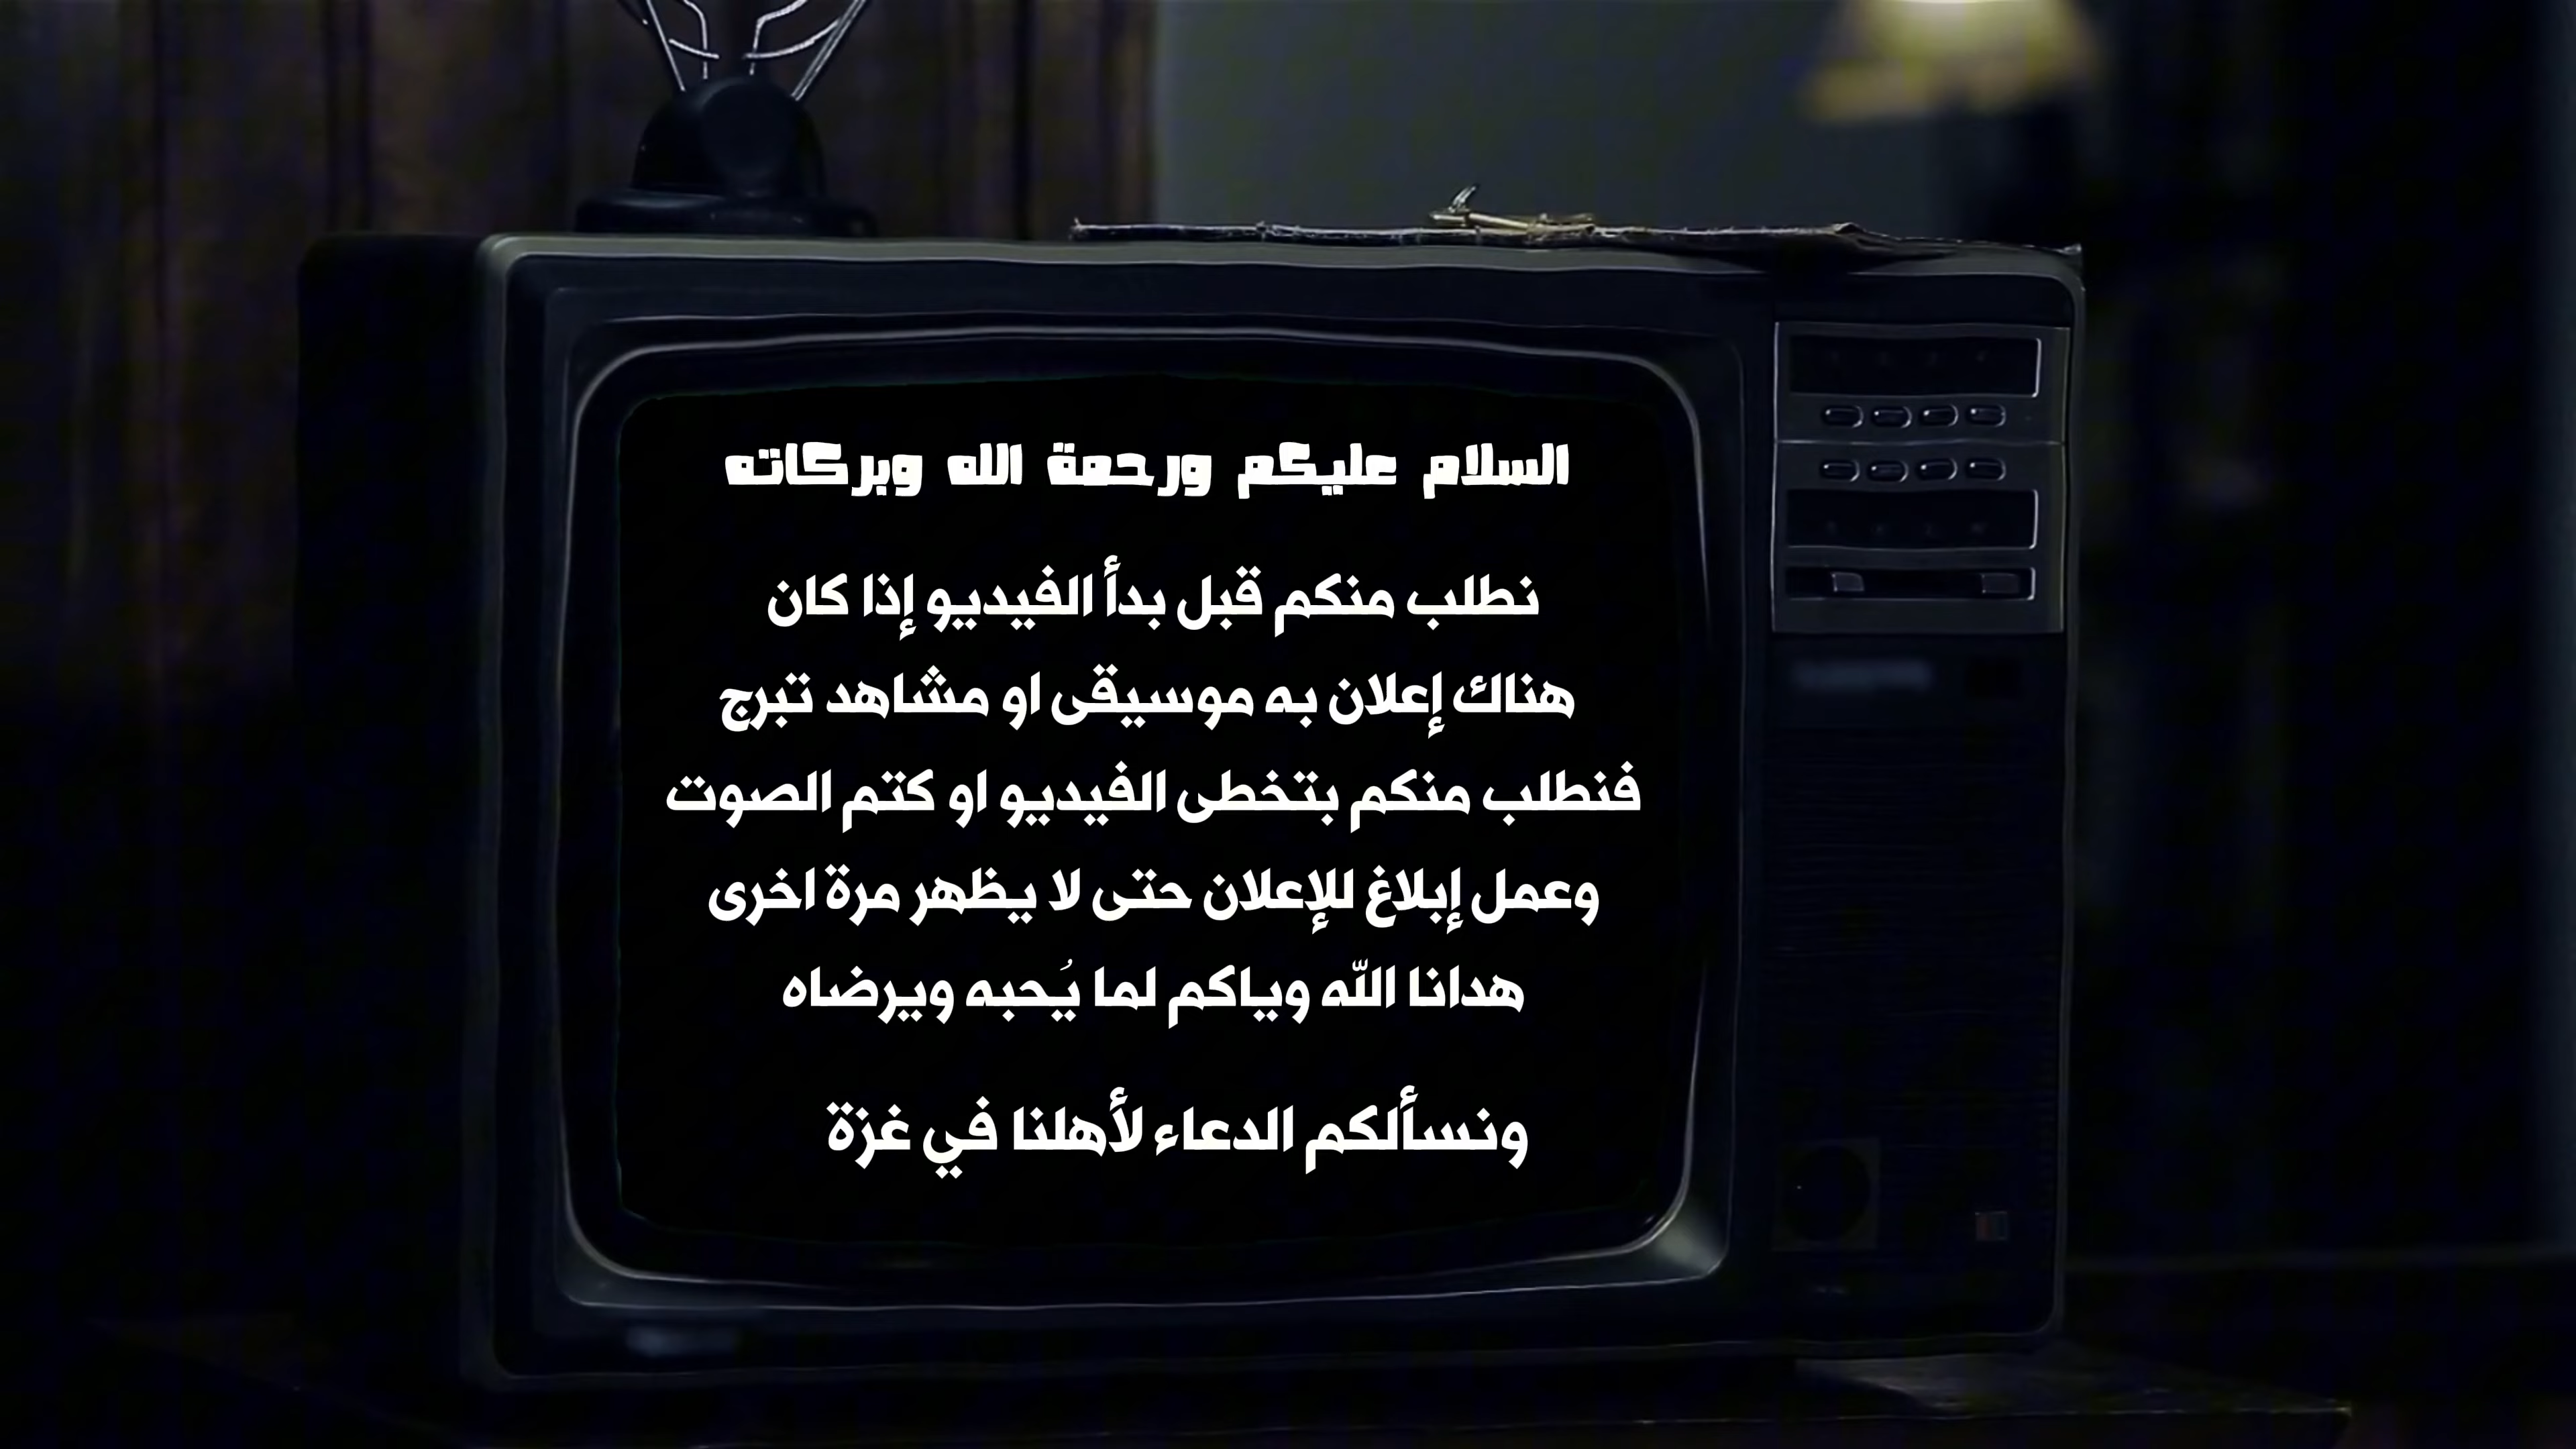 السلام عليكم ورحمة الله وبركاته
نطلب منكم قبل بدأ الفيديو إذا كان
هناك إعلان به موسيقى او مشاهد تبرج
فنطلب منكم بتخطى الفيديو او كتم الصوت
وعمل إبلاغ للإعلان حتى لا يظهر مرة اخرى
هدانا الله وياكم لما يُحبه ويرضاه
ونسألكم الدعاء لأهلنا في غزة